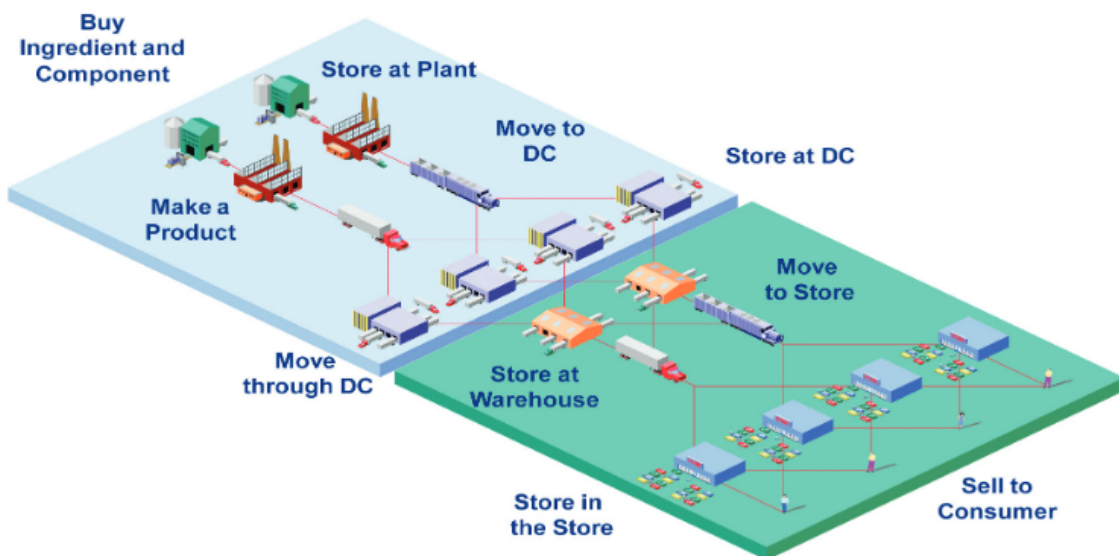 Buy
Ingredient and
Component
Store at Plant
Move to
DC
Store at DC
Make a
Product
Move
to Store
Move
through DC
Store at
Warehouse
Store in
the Store
Sell to
Consumer